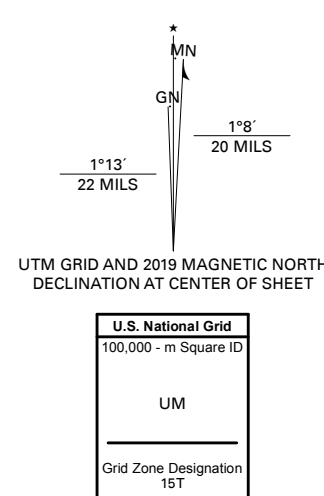 ★
MN
GN
1°8´
20 MILS
1°13´
22 MILS
UTM GRID AND 2019 MAGNETIC NORTH
DECLINATION AT CENTER OF SHEET
U.S. National Grid
100,000 - m Square ID
UM
Grid Zone Designation
15T